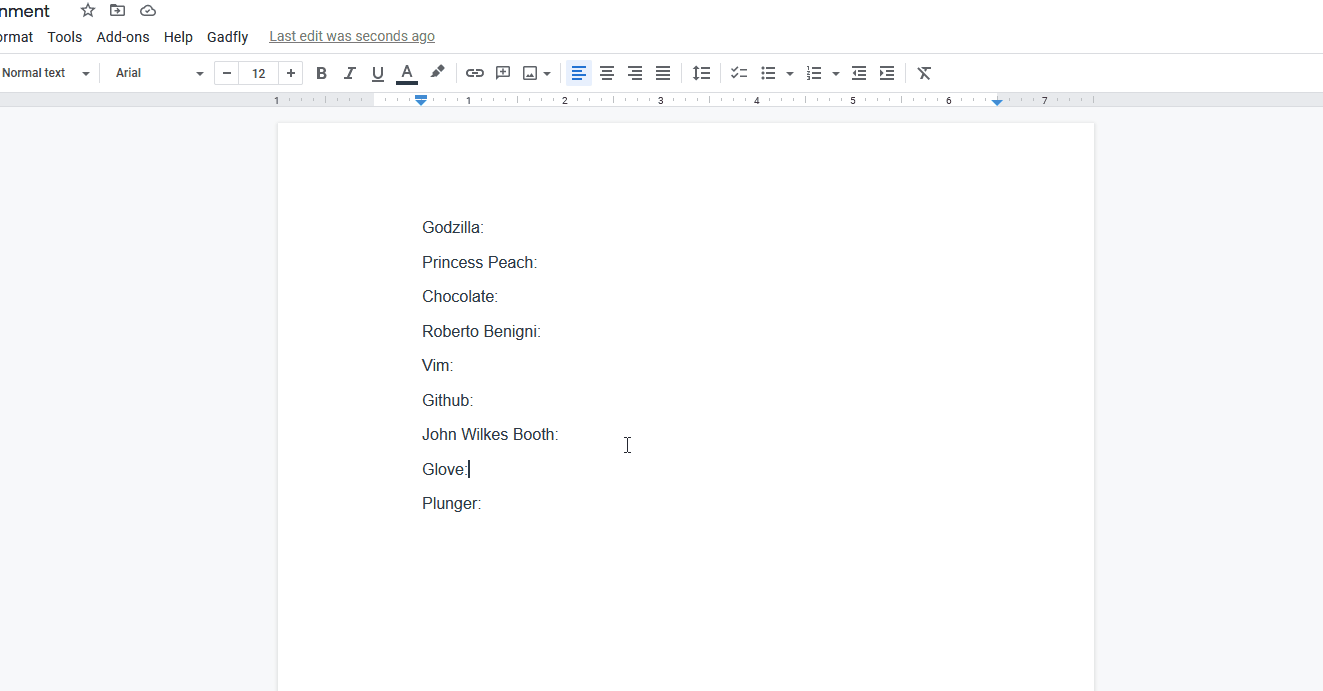 nment
ormat Tools Add-ons Help Gadfly Last edit was seconds ago
Normal text Arial − 12 + B I U A
1 1 2 3 4 5 6 7
Godzilla:
Princess Peach:
Chocolate:
Roberto Benigni:
Vim:
Github:
John Wilkes Booth:
Glove:
Plunger: